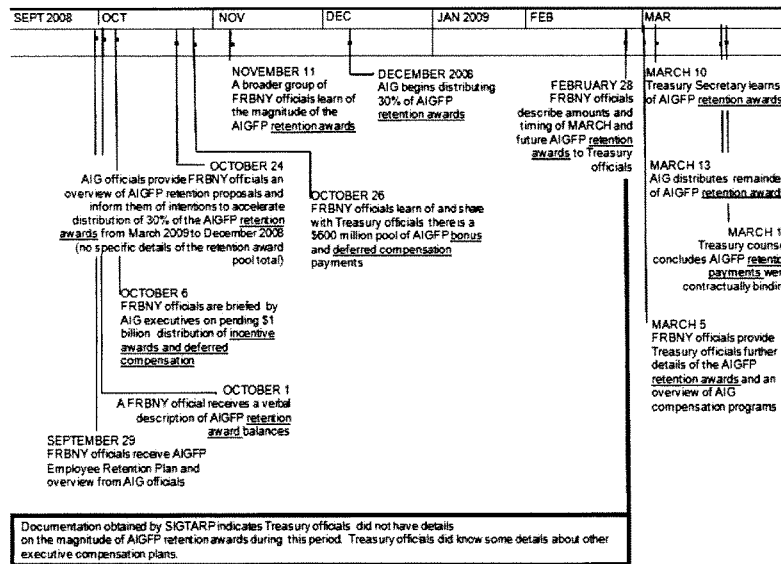 SEPT 2008 OCT NOV DEC JAN 2009 FEB MAR
NOVEMBER 11
A broader group of
FRBNY officials learn of
the magnitude of the
AIGFP retention awards
DECEMBER 2008
AIG begins distributing
30% of AIGFP
retention awards
FEBRUARY 28
FRBNY officials
describe amounts and
timing of MARCH and
future AIGFP retention
awards to Treasury
officials
MARCH 10
Treasury Secretary learns
of AIGFP retention awards
OCTOBER 24
AIG officials provide FRBNY officials an
overview of AIGFP retention proposals and
inform them of intentions to accelerate
distribution of 30% of the AIGFP retention
awards from March 2009 to December 2008
(no specific details of the retention award
pool total)
OCTOBER 26
FRBNY officials learn of and share
with Treasury officials there is a
$600 million pool of AIGFP bonus
and deferred compensation
payments
MARCH 13
AIG distributes remainde
of AIGFP retention award
MARCH 1
Treasury counse
concludes AIGFP retentio
payments wer
contractually bindin
OCTOBER 6
FRBNY officials are briefed by
AIG executives on pending $1
billion distribution of incentive
awards and deferred
compensation
MARCH 5
FRBNY officials provide
Treasury officials further
details of the AIGFP
retention awards and an
overview of AIG
compensation programs
OCTOBER 1
A FRBNY official receives a verbal
description of AIGFP retention
award balances
SEPTEMBER 29
FRBNY officials receive AIGFP
Employee Retention Plan and
overview from AIG officials
Documentation obtained by SIGTARP indicates Treasury officials did not have details
on the magnitude of AIGFP retention awards during this period. Treasury officials did know some details about other
executive compensation plans.